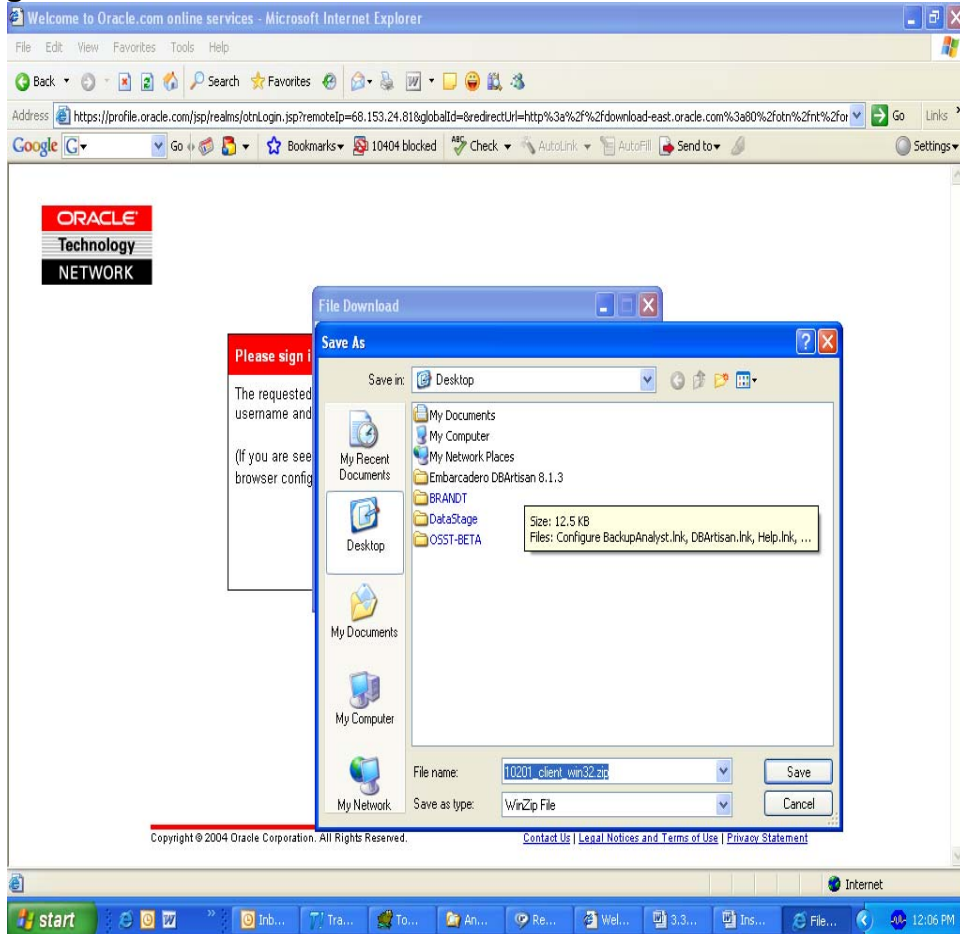 Welcome to Oracle.com online services - Microsoft Internet Explorer
File Edit View Favorites Tools Help
Back Search Favorites
Address https://profile.oracle.com/jsp/realms/otnLogin.jsp?remoteIp=68.153.24.81&globalId=&redirectUrl=http%3a%2f%2fdownload-east.oracle.com%3a80%2fotn%2fnt%2for Go Links
Google G Go Bookmarks 10404 blocked ABC Check AutoLink AutoFill Send to Settings
ORACLE
Technology
NETWORK
File Download
Save As
Please sign i
Save in: Desktop
The requested
username and
(If you are see
browser config
My Recent
Documents
Desktop
My Documents
My Computer
My Network
My Documents
My Computer
My Network Places
Embarcadero DBArtisan 8.1.3
BRANDT
DataStage
OSST-BETA
Size: 12.5 KB
Files: Configure BackupAnalyst.lnk, DBArtisan.lnk, Help.lnk, ...
File name: 10201_client_win32.zip Save
Save as type: WinZip File Cancel
Copyright © 2004 Oracle Corporation. All Rights Reserved. Contact Us | Legal Notices and Terms of Use | Privacy Statement
Internet
start Inb... Tra... To... An... Re... Wel... 3.3... Ins... File... 12:06 PM